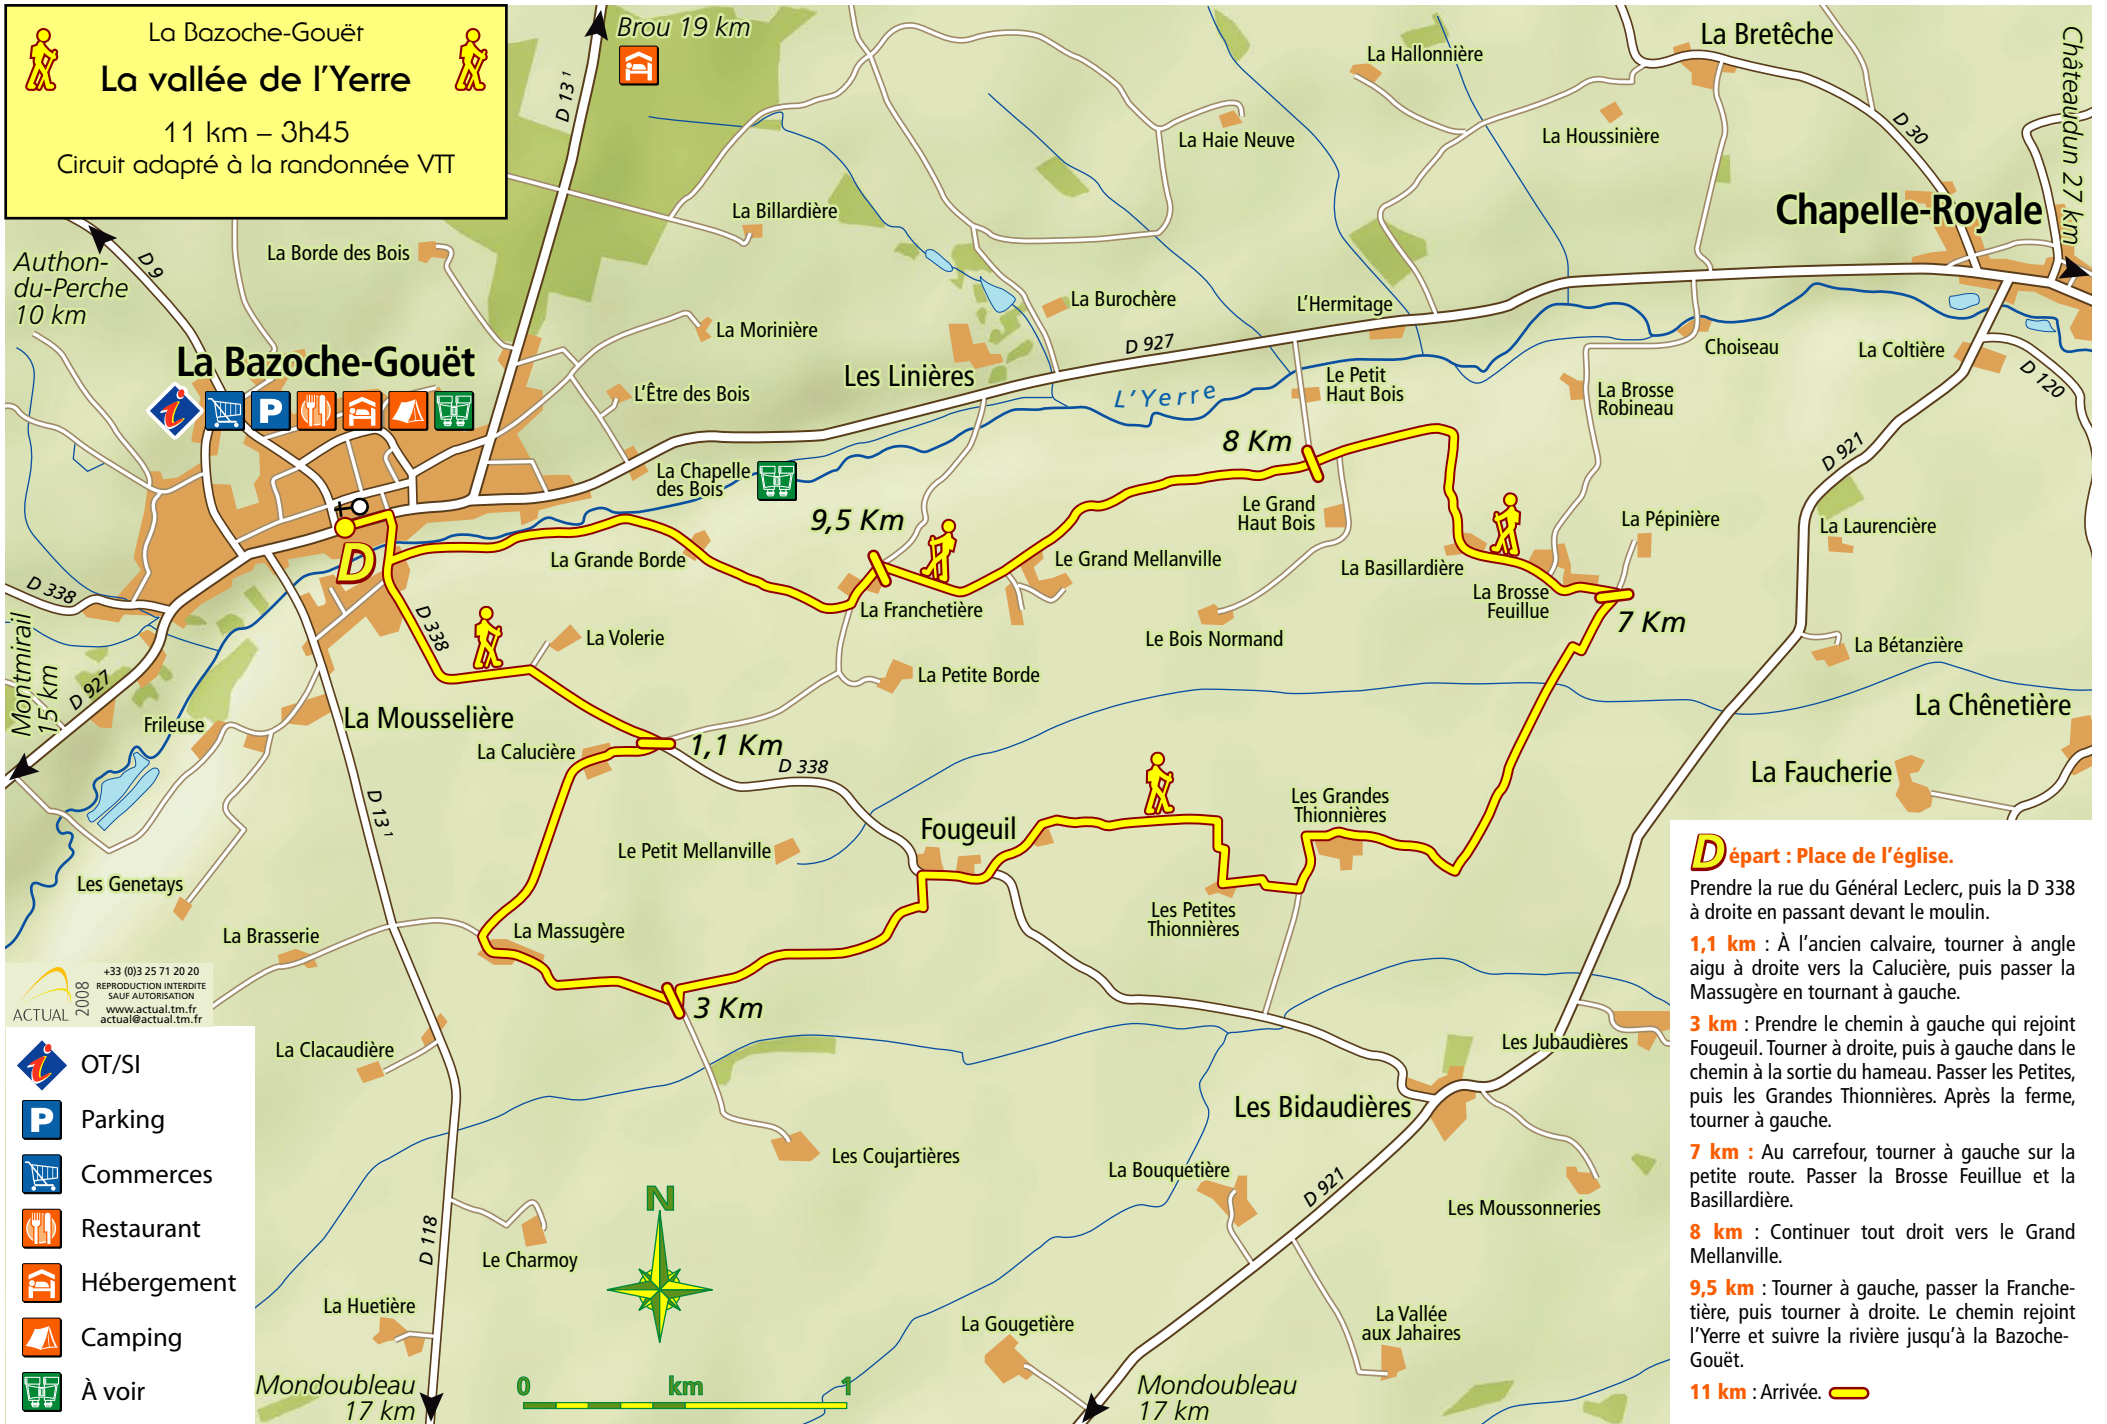 La Bazoche-Gouët
La vallée de l'Yerre
11 km – 3h45
Circuit adapté à la randonnée VTT
Brou 19 km
D 13¹
La Hallonnière
La Bretêche
La Haie Neuve
La Houssinière
D 30
Châteaudun 27 km
Chapelle-Royale
La Billardière
La Borde des Bois
D 9
Authon-
du-Perche
10 km
La Burochère
L'Hermitage
La Morinière
D 927
Choiseau
La Coltière
La Bazoche-Gouët
Les Linières
D 120
L'Être des Bois
L'Yerre
Le Petit
Haut Bois
La Brosse
Robineau
i
P
8 Km
D 921
La Chapelle
des Bois
9,5 Km
Le Grand
Haut Bois
La Pépinière
La Laurencière
D
La Grande Borde
Le Grand Mellanville
La Basillardière
La Brosse
Feuillue
7 Km
La Franchetière
D 338
D 338
La Volerie
Le Bois Normand
La Bétanzière
Montmirail
15 km
D 927
La Petite Borde
La Chênetière
Frileuse
La Mousselière
La Calucière
1,1 Km
D 338
La Faucherie
D 13¹
Les Grandes
Thionnières
Fougeuil
Le Petit Mellanville
Les Genetays
Les Petites
Thionnières
La Brasserie
La Massugère
3 Km
ACTUAL
2008
+33 (0)3 25 71 20 20
REPRODUCTION INTERDITE
SAUF AUTORISATION
www.actual.tm.fr
actual@actual.tm.fr
La Clacaudière
Les Jubaudières
Les Bidaudières
Les Coujartières
La Bouquetière
D 921
Les Moussonneries
N
D 118
Le Charmoy
La Huetière
La Gougetière
La Vallée
aux Jahaires
Mondoubleau
17 km
0 km 1
Mondoubleau
17 km
i OT/SI
P Parking
Commerces
Restaurant
Hébergement
Camping
À voir
Départ : Place de l'église.
Prendre la rue du Général Leclerc, puis la D 338
à droite en passant devant le moulin.
1,1 km : À l'ancien calvaire, tourner à angle
aigu à droite vers la Calucière, puis passer la
Massugère en tournant à gauche.
3 km : Prendre le chemin à gauche qui rejoint
Fougeuil. Tourner à droite, puis à gauche dans le
chemin à la sortie du hameau. Passer les Petites,
puis les Grandes Thionnières. Après la ferme,
tourner à gauche.
7 km : Au carrefour, tourner à gauche sur la
petite route. Passer la Brosse Feuillue et la
Basillardière.
8 km : Continuer tout droit vers le Grand
Mellanville.
9,5 km : Tourner à gauche, passer la Franche-
tière, puis tourner à droite. Le chemin rejoint
l'Yerre et suivre la rivière jusqu'à la Bazoche-
Gouët.
11 km : Arrivée.